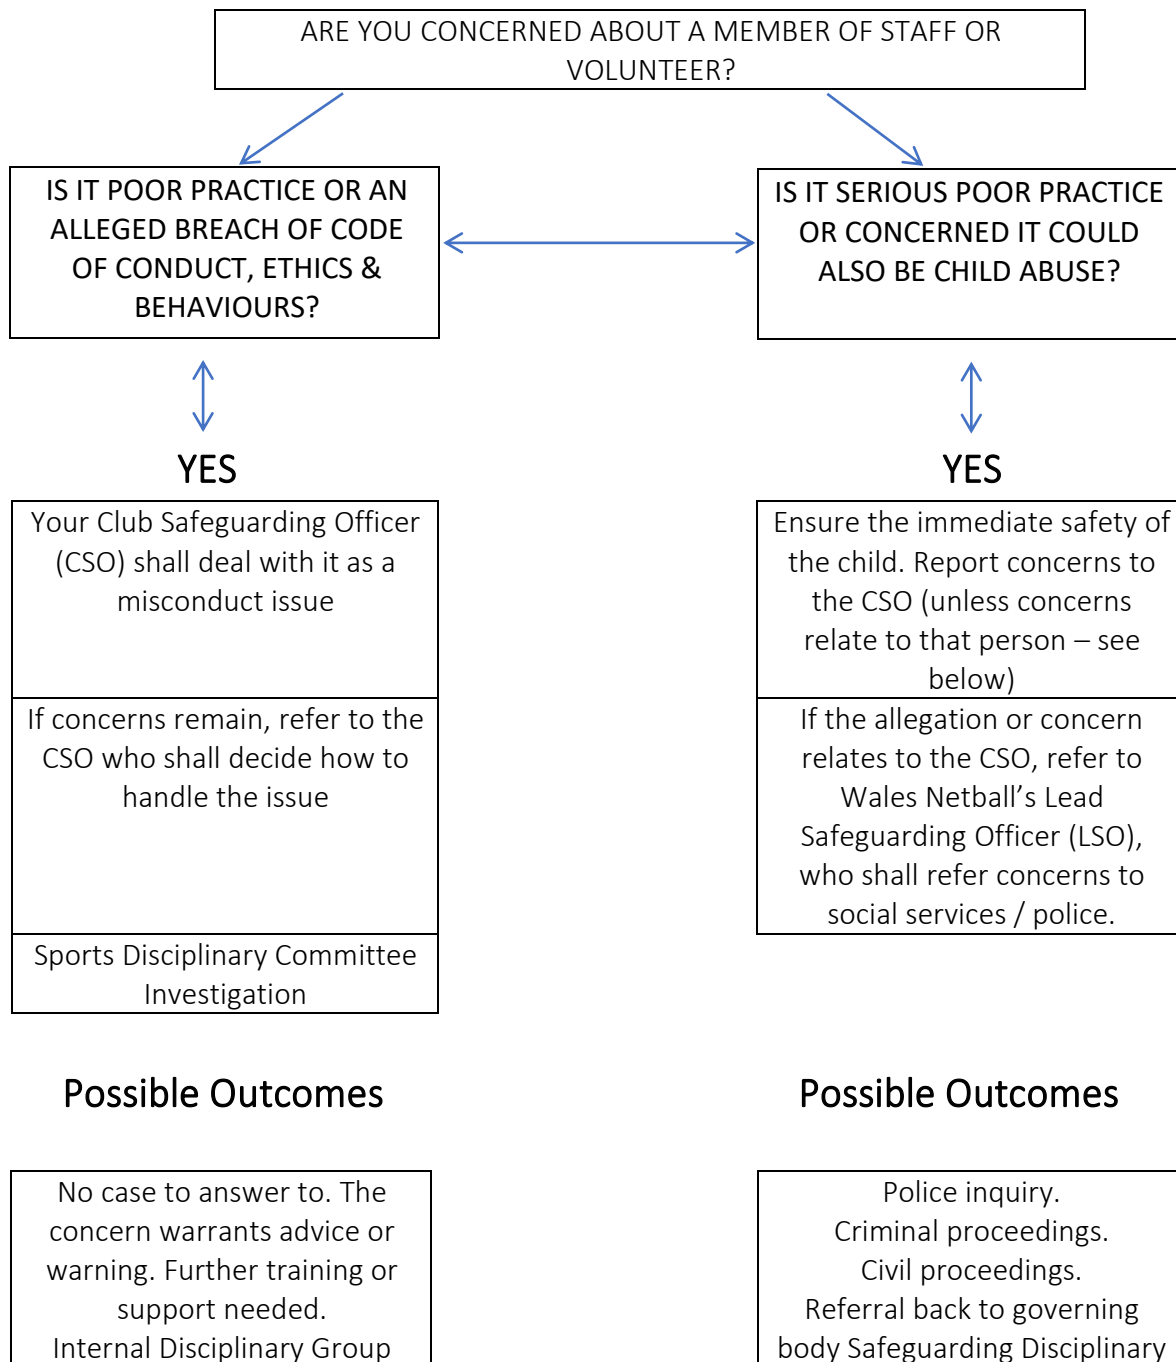 ARE YOU CONCERNED ABOUT A MEMBER OF STAFF OR
VOLUNTEER?
IS IT POOR PRACTICE OR AN
ALLEGED BREACH OF CODE
OF CONDUCT, ETHICS &
BEHAVIOURS?
IS IT SERIOUS POOR PRACTICE
OR CONCERNED IT COULD
ALSO BE CHILD ABUSE?
YES
YES
Your Club Safeguarding Officer
(CSO) shall deal with it as a
misconduct issue
If concerns remain, refer to the
CSO who shall decide how to
handle the issue
Sports Disciplinary Committee
Investigation
Ensure the immediate safety of
the child. Report concerns to
the CSO (unless concerns
relate to that person – see
below)
If the allegation or concern
relates to the CSO, refer to
Wales Netball’s Lead
Safeguarding Officer (LSO),
who shall refer concerns to
social services / police.
Possible Outcomes
Possible Outcomes
No case to answer to. The
concern warrants advice or
warning. Further training or
support needed.
Internal Disciplinary Group
Police inquiry.
Criminal proceedings.
Civil proceedings.
Referral back to governing
body Safeguarding Disciplinary